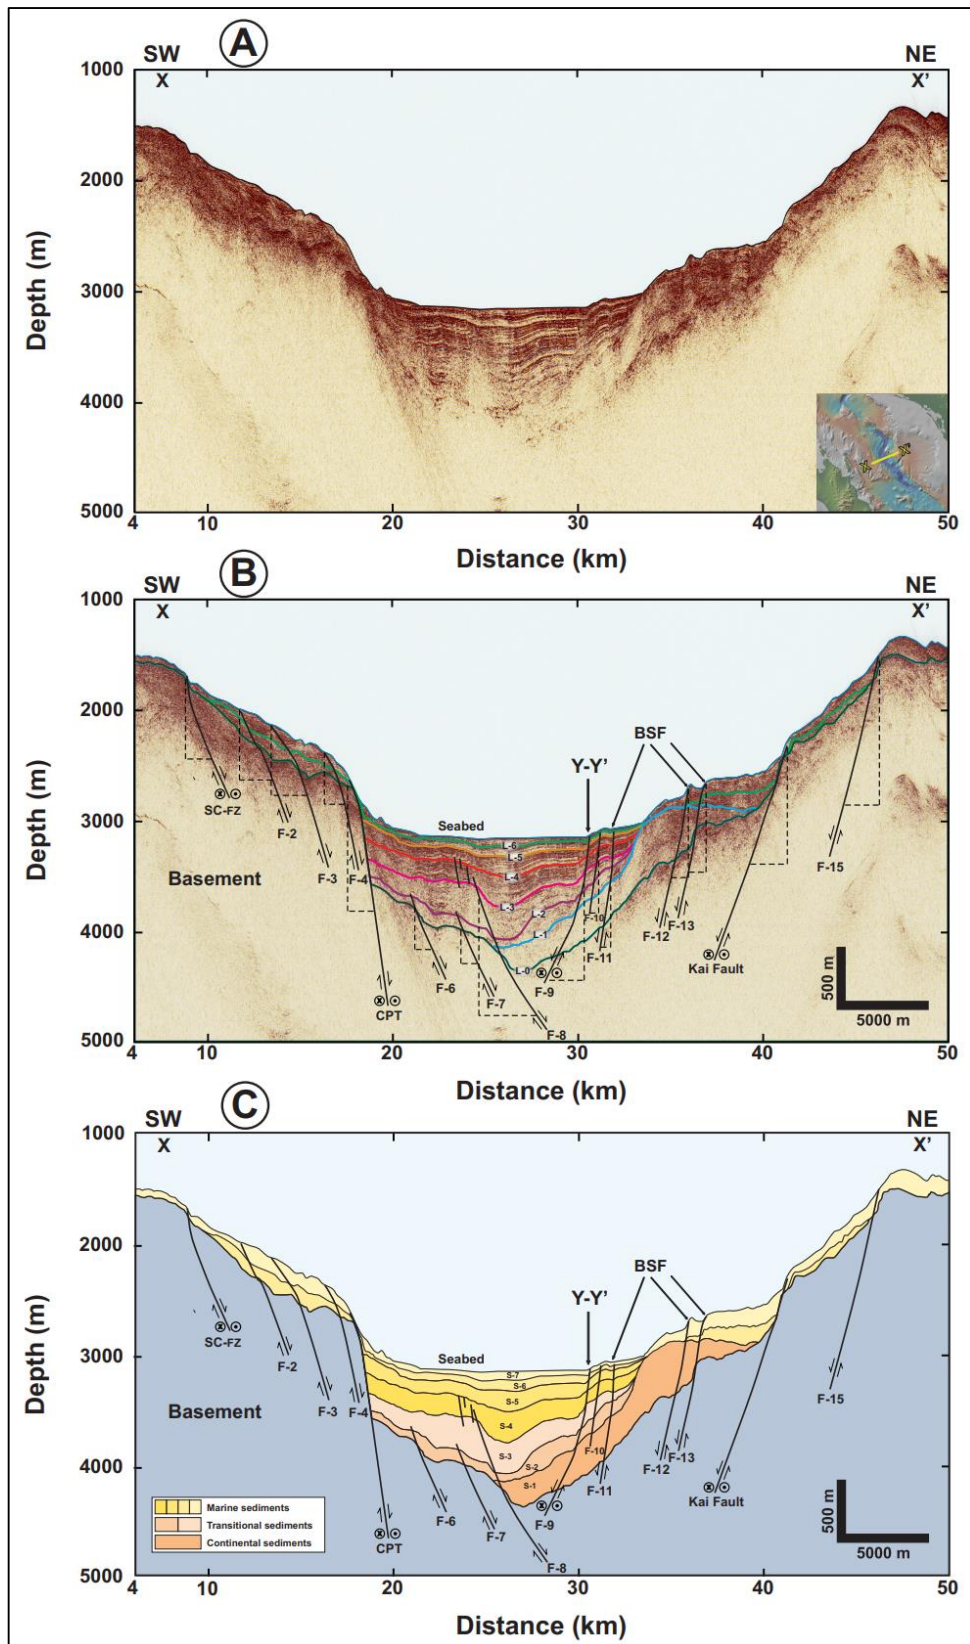 A
SW
NE
X
X'
1000
2000
3000
4000
5000
Depth (m)
4
10
20
30
40
50
Distance (km)
B
SW
NE
X
X'
1000
2000
3000
4000
5000
Depth (m)
BSF
Y-Y'
Seabed
L-6
L-5
L-4
L-3
L-2
L-1
L-0
SC-FZ
F-2
F-3
F-4
Basement
F-6
F-7
CPT
F-8
F-9
F-10
F-11
F-12
F-13
Kai Fault
F-15
500 m
5000 m
4
10
20
30
40
50
Distance (km)
C
SW
NE
X
X'
1000
2000
3000
4000
5000
Depth (m)
BSF
Y-Y'
Seabed
S-7
S-6
S-5
S-4
S-3
S-2
S-1
SC-FZ
F-2
F-3
F-4
Basement
F-6
F-7
CPT
F-8
F-9
F-10
F-11
F-12
F-13
Kai Fault
F-15
Marine sediments
Transitional sediments
Continental sediments
500 m
5000 m
4
10
20
30
40
50
Distance (km)